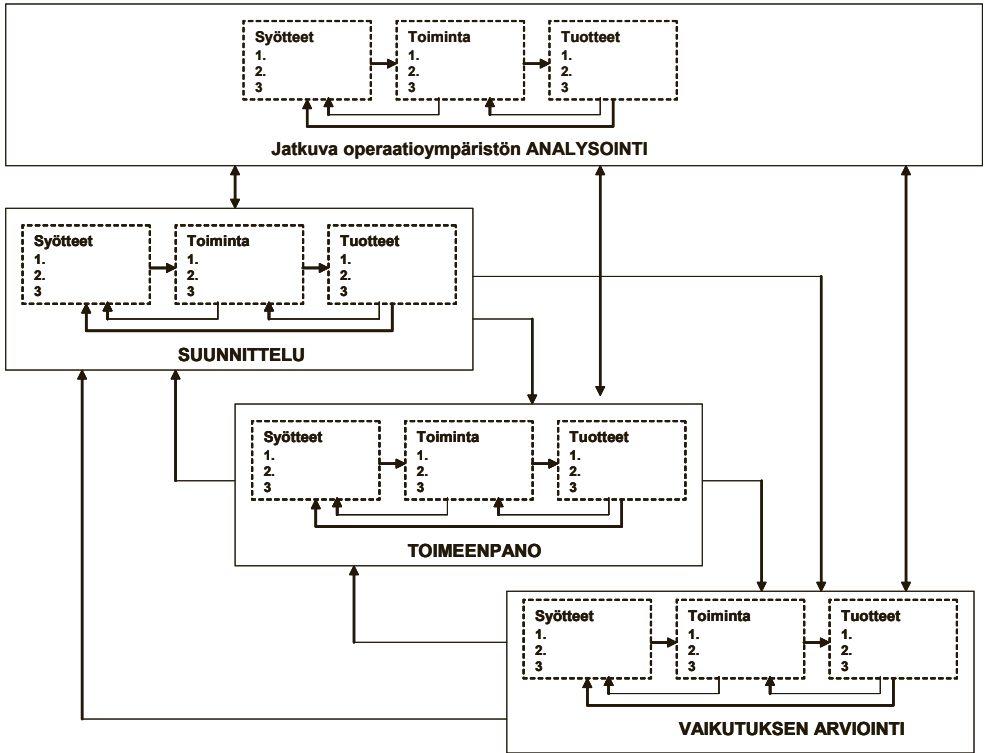 Syötteet
1.
2.
3
Toiminta
1.
2.
3
Tuotteet
1.
2.
3
Jatkuva operaatioympäristön ANALYSOINTI
Syötteet
1.
2.
3
Toiminta
1.
2.
3
Tuotteet
1.
2.
3
SUUNNITTELU
Syötteet
1.
2.
3
Toiminta
1.
2.
3
Tuotteet
1.
2.
3
TOIMEENPANO
Syötteet
1.
2.
3
Toiminta
1.
2.
3
Tuotteet
1.
2.
3
VAIKUTUKSEN ARVIOINTI